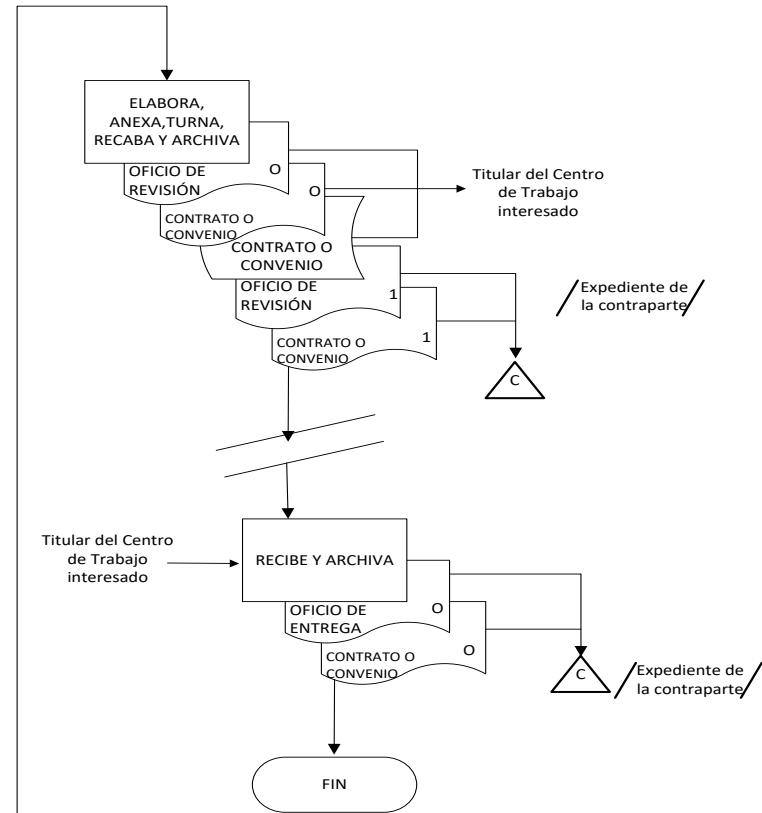 ELABORA,
ANEXA,TURNA,
RECABA Y ARCHIVA
OFICIO DE
REVISIÓN
O
CONTRATO O
CONVENIO
O
Titular del Centro
de Trabajo
interesado
CONTRATO O
CONVENIO
OFICIO DE
REVISIÓN
1
CONTRATO O
CONVENIO
1
Expediente de
la contraparte
C
Titular del Centro
de Trabajo
interesado
RECIBE Y ARCHIVA
OFICIO DE
ENTREGA
O
CONTRATO O
CONVENIO
O
C
Expediente de
la contraparte
FIN